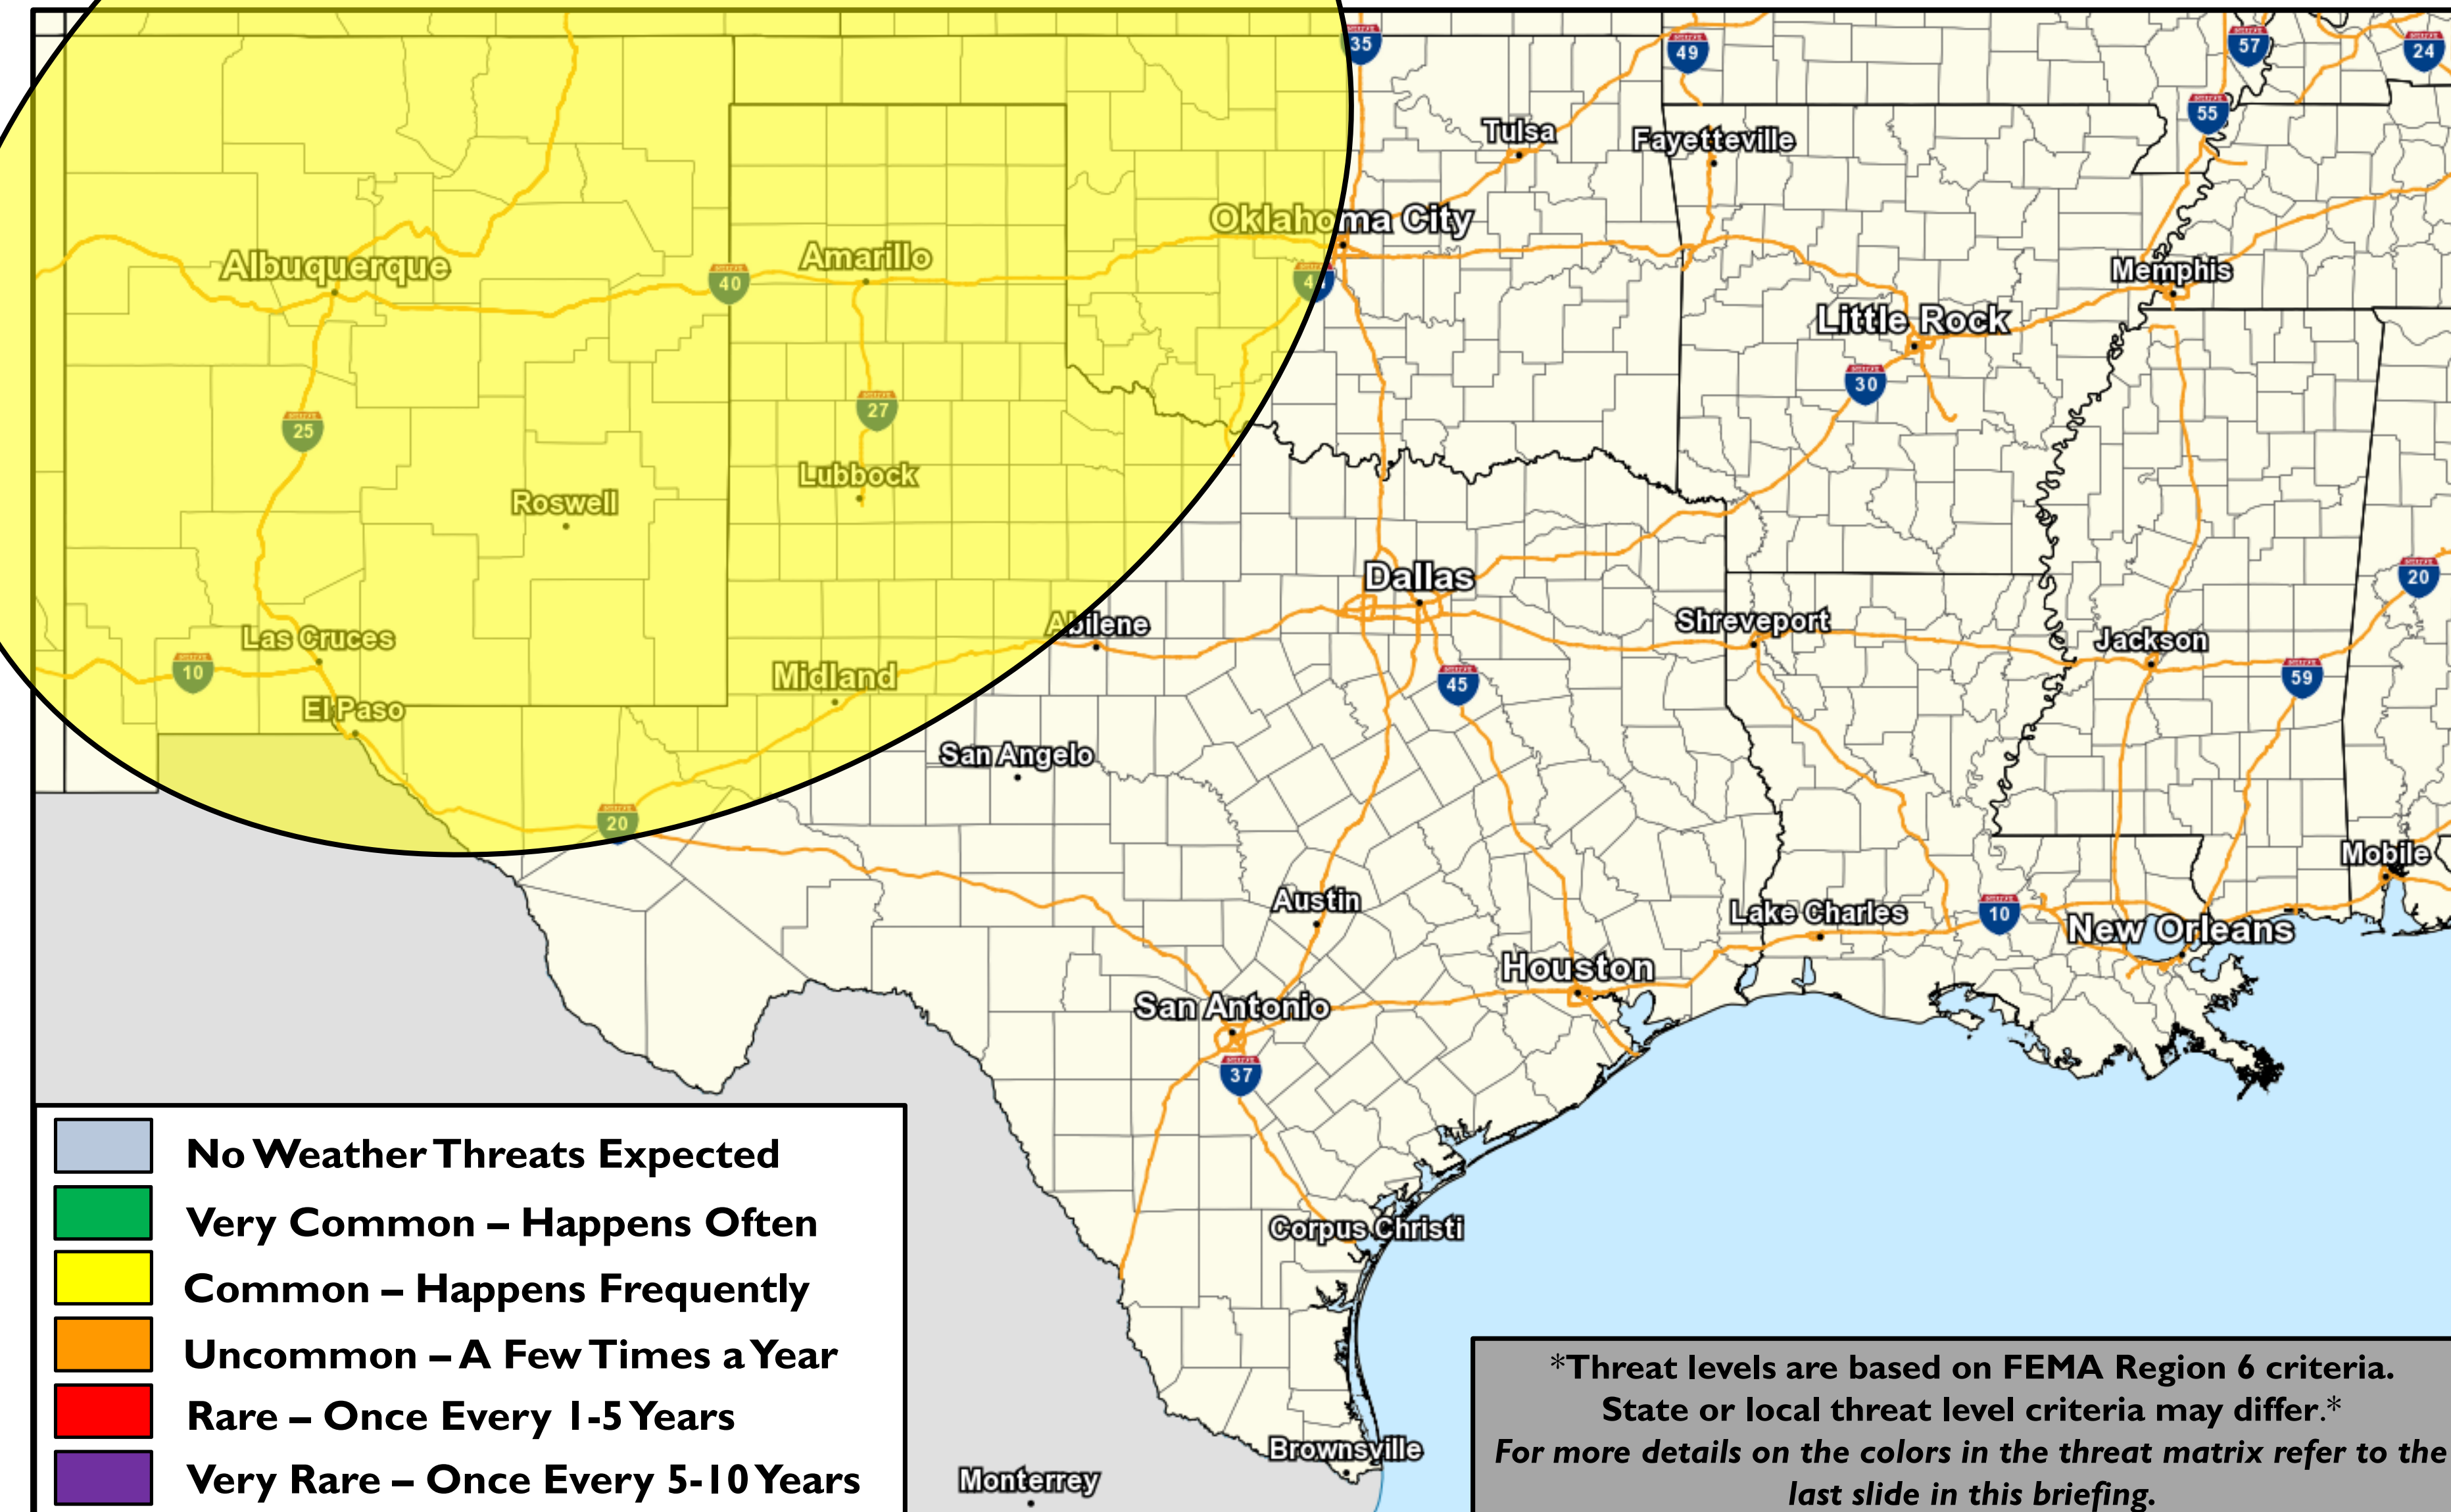 35
49
57
24
55
Tulsa
Fayetteville
Oklahoma City
Albuquerque
Amarillo
40
4
Memphis
Little Rock
30
27
25
Lubbock
Roswell
Dallas
20
Abilene
Shreveport
Jackson
Las Cruces
10
Midland
45
59
El Paso
San Angelo
20
Mobile
Austin
Lake Charles
10
New Orleans
Houston
San Antonio
37
Corpus Christi
Brownsville
Monterrey
No Weather Threats Expected
Very Common – Happens Often
Common – Happens Frequently
Uncommon – A Few Times a Year
Rare – Once Every 1-5 Years
Very Rare – Once Every 5-10 Years
*Threat levels are based on FEMA Region 6 criteria.
State or local threat level criteria may differ.*
For more details on the colors in the threat matrix refer to the
last slide in this briefing.